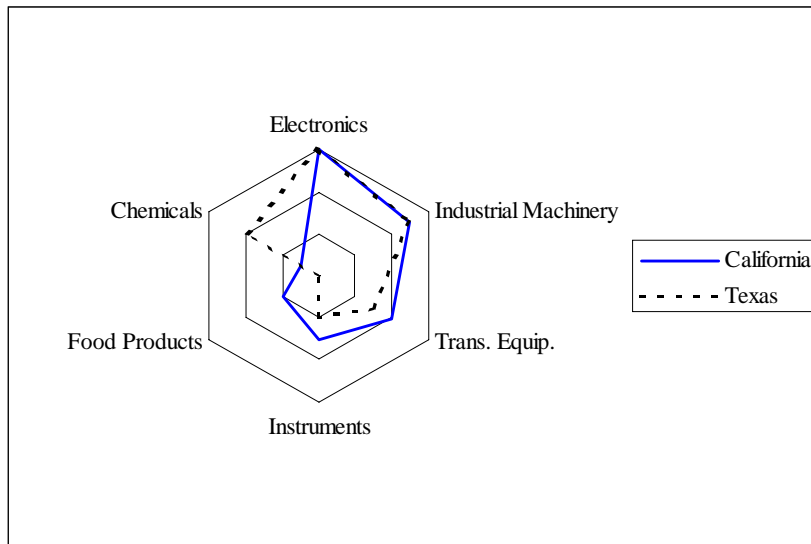 Electronics
Chemicals
Industrial Machinery
California
Texas
Food Products
Trans. Equip.
Instruments